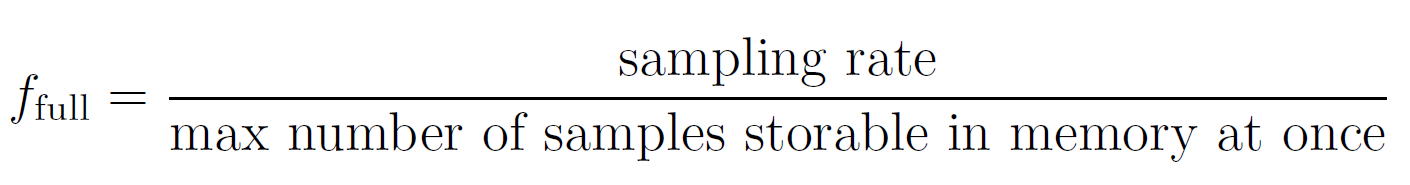 sampling rate
f_full =
max number of samples storable in memory at once